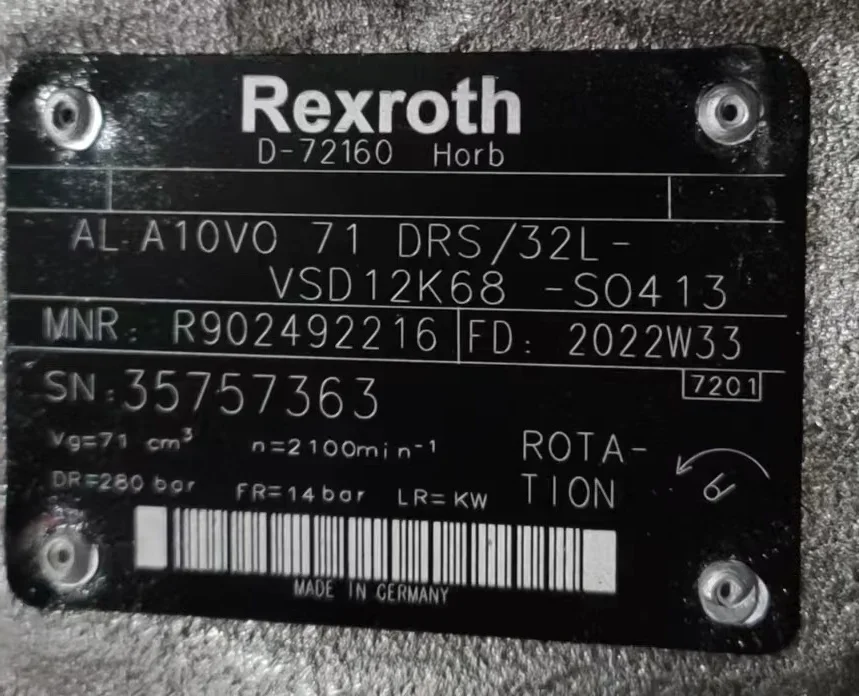 Rexroth
D-72160 Horb
AL A10VO 71 DRS/32L-
VSD12K68 -SO413
MNR: R902492216 FD: 2022W33
SN: 35757363
7201
Vg=71 cm³ n=2100min⁻¹
DR=280 bar FR=14bar LR= KW
ROTA-
TION
MADE IN GERMANY